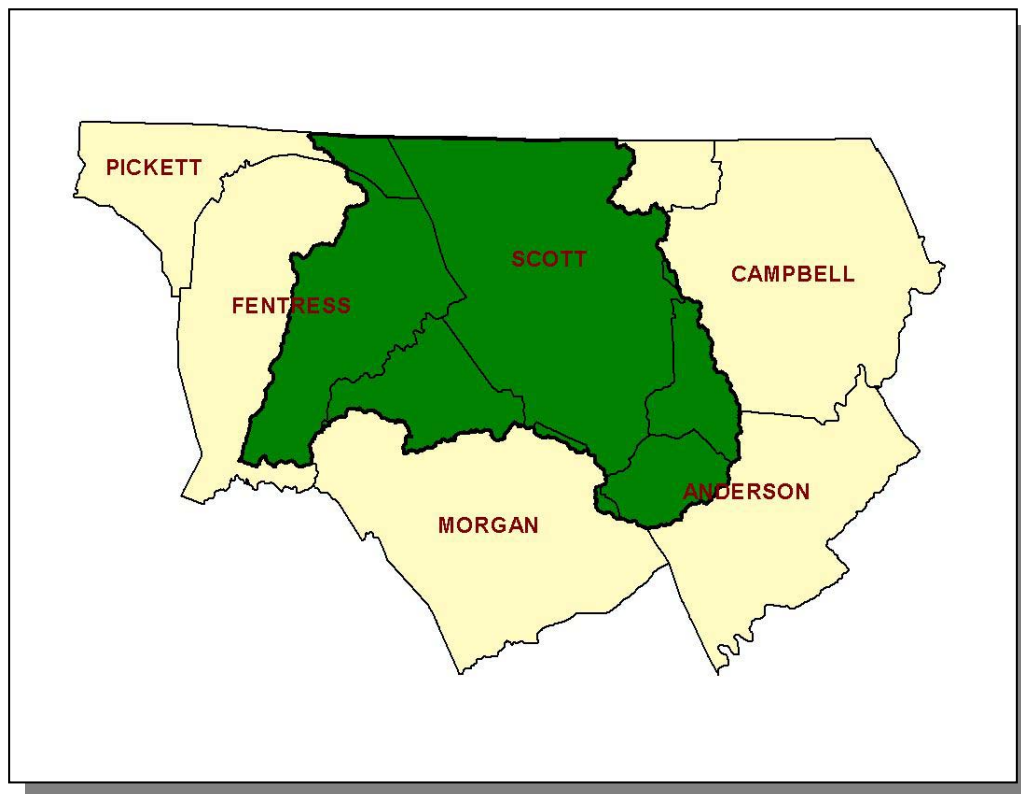 PICKETT
SCOTT
CAMPBELL
FENTRESS
ANDERSON
MORGAN